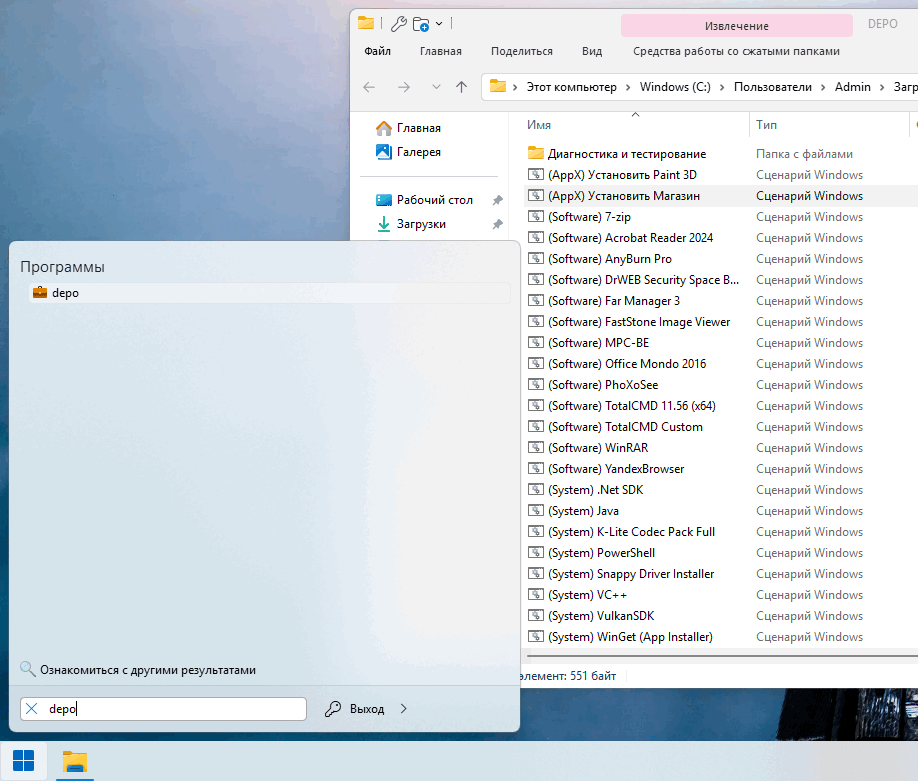 Извлечение
DEPO
Файл
Главная
Поделиться
Вид
Средства работы со сжатыми папками
Этот компьютер
Windows (C:)
Пользователи
Admin
Загр
Имя
Тип
Главная
Галерея
Рабочий стол
Загрузки
Диагностика и тестирование Папка с файлами
(AppX) Установить Paint 3D Сценарий Windows
(AppX) Установить Магазин Сценарий Windows
(Software) 7-zip Сценарий Windows
(Software) Acrobat Reader 2024 Сценарий Windows
(Software) AnyBurn Pro Сценарий Windows
(Software) DrWEB Security Space B... Сценарий Windows
(Software) Far Manager 3 Сценарий Windows
(Software) FastStone Image Viewer Сценарий Windows
(Software) MPC-BE Сценарий Windows
(Software) Office Mondo 2016 Сценарий Windows
(Software) PhoXoSee Сценарий Windows
(Software) TotalCMD 11.56 (x64) Сценарий Windows
(Software) TotalCMD Custom Сценарий Windows
(Software) WinRAR Сценарий Windows
(Software) YandexBrowser Сценарий Windows
(System) .Net SDK Сценарий Windows
(System) Java Сценарий Windows
(System) K-Lite Codec Pack Full Сценарий Windows
(System) PowerShell Сценарий Windows
(System) Snappy Driver Installer Сценарий Windows
(System) VC++ Сценарий Windows
(System) VulkanSDK Сценарий Windows
(System) WinGet (App Installer) Сценарий Windows
элемент: 551 байт
Программы
depo
Ознакомиться с другими результатами
depo
Выход